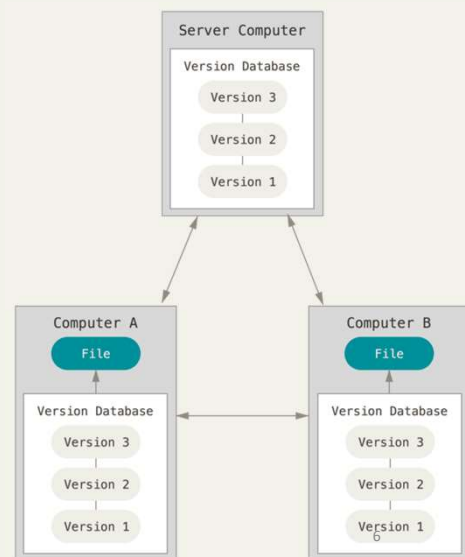 Server Computer
Version Database
Version 3
Version 2
Version 1
Computer A
File
Version Database
Version 3
Version 2
Version 1
Computer B
File
Version Database
Version 3
Version 2
Version 1
6